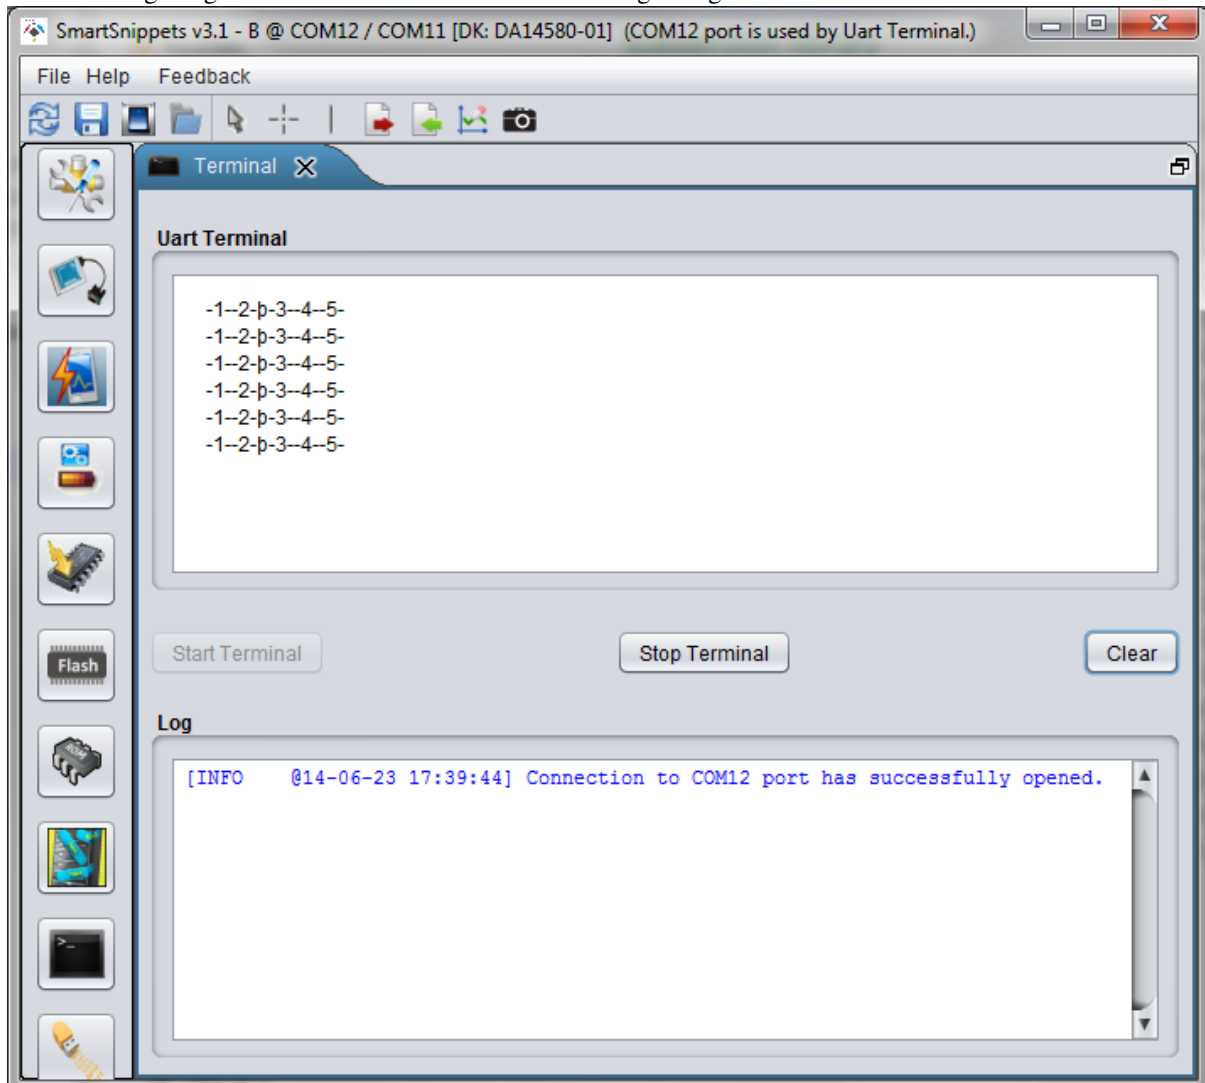 SmartSnippets v3.1 - B @ COM12 / COM11 [DK: DA14580-01] (COM12 port is used by Uart Terminal.)
File Help Feedback
Terminal
Uart Terminal
-1--2-þ-3--4--5-
-1--2-þ-3--4--5-
-1--2-þ-3--4--5-
-1--2-þ-3--4--5-
-1--2-þ-3--4--5-
-1--2-þ-3--4--5-
Flash
Start Terminal Stop Terminal Clear
Log
ROM
[INFO @14-06-23 17:39:44] Connection to COM12 port has successfully opened.
>_